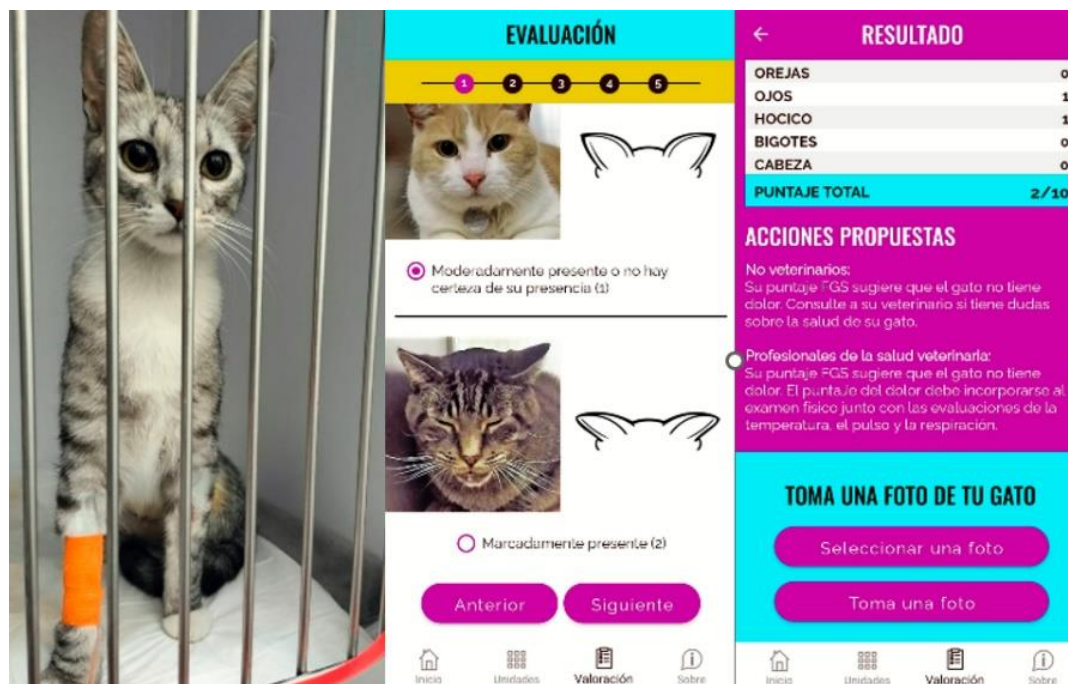 EVALUACIÓN
1 2 3 4 5
Moderadamente presente o no hay
certeza de su presencia (1)
Marcadamente presente (2)
Anterior
Siguiente
Inicio
Unidades
Valoración
Sobre
RESULTADO
OREJAS 0
OJOS 1
HOCICO 1
BIGOTES 0
CABEZA 0
PUNTAJE TOTAL 2/10
ACCIONES PROPUESTAS
No veterinarios:
Su puntaje FGS sugiere que el gato no tiene
dolor. Consulte a su veterinario si tiene dudas
sobre la salud de su gato.
Profesionales de la salud veterinaria:
Su puntaje FGS sugiere que el gato no tiene
dolor. El puntaje del dolor debe incorporarse al
examen físico junto con las evaluaciones de la
temperatura, el pulso y la respiración.
TOMA UNA FOTO DE TU GATO
Seleccionar una foto
Toma una foto
Inicio
Unidades
Valoración
Sobre